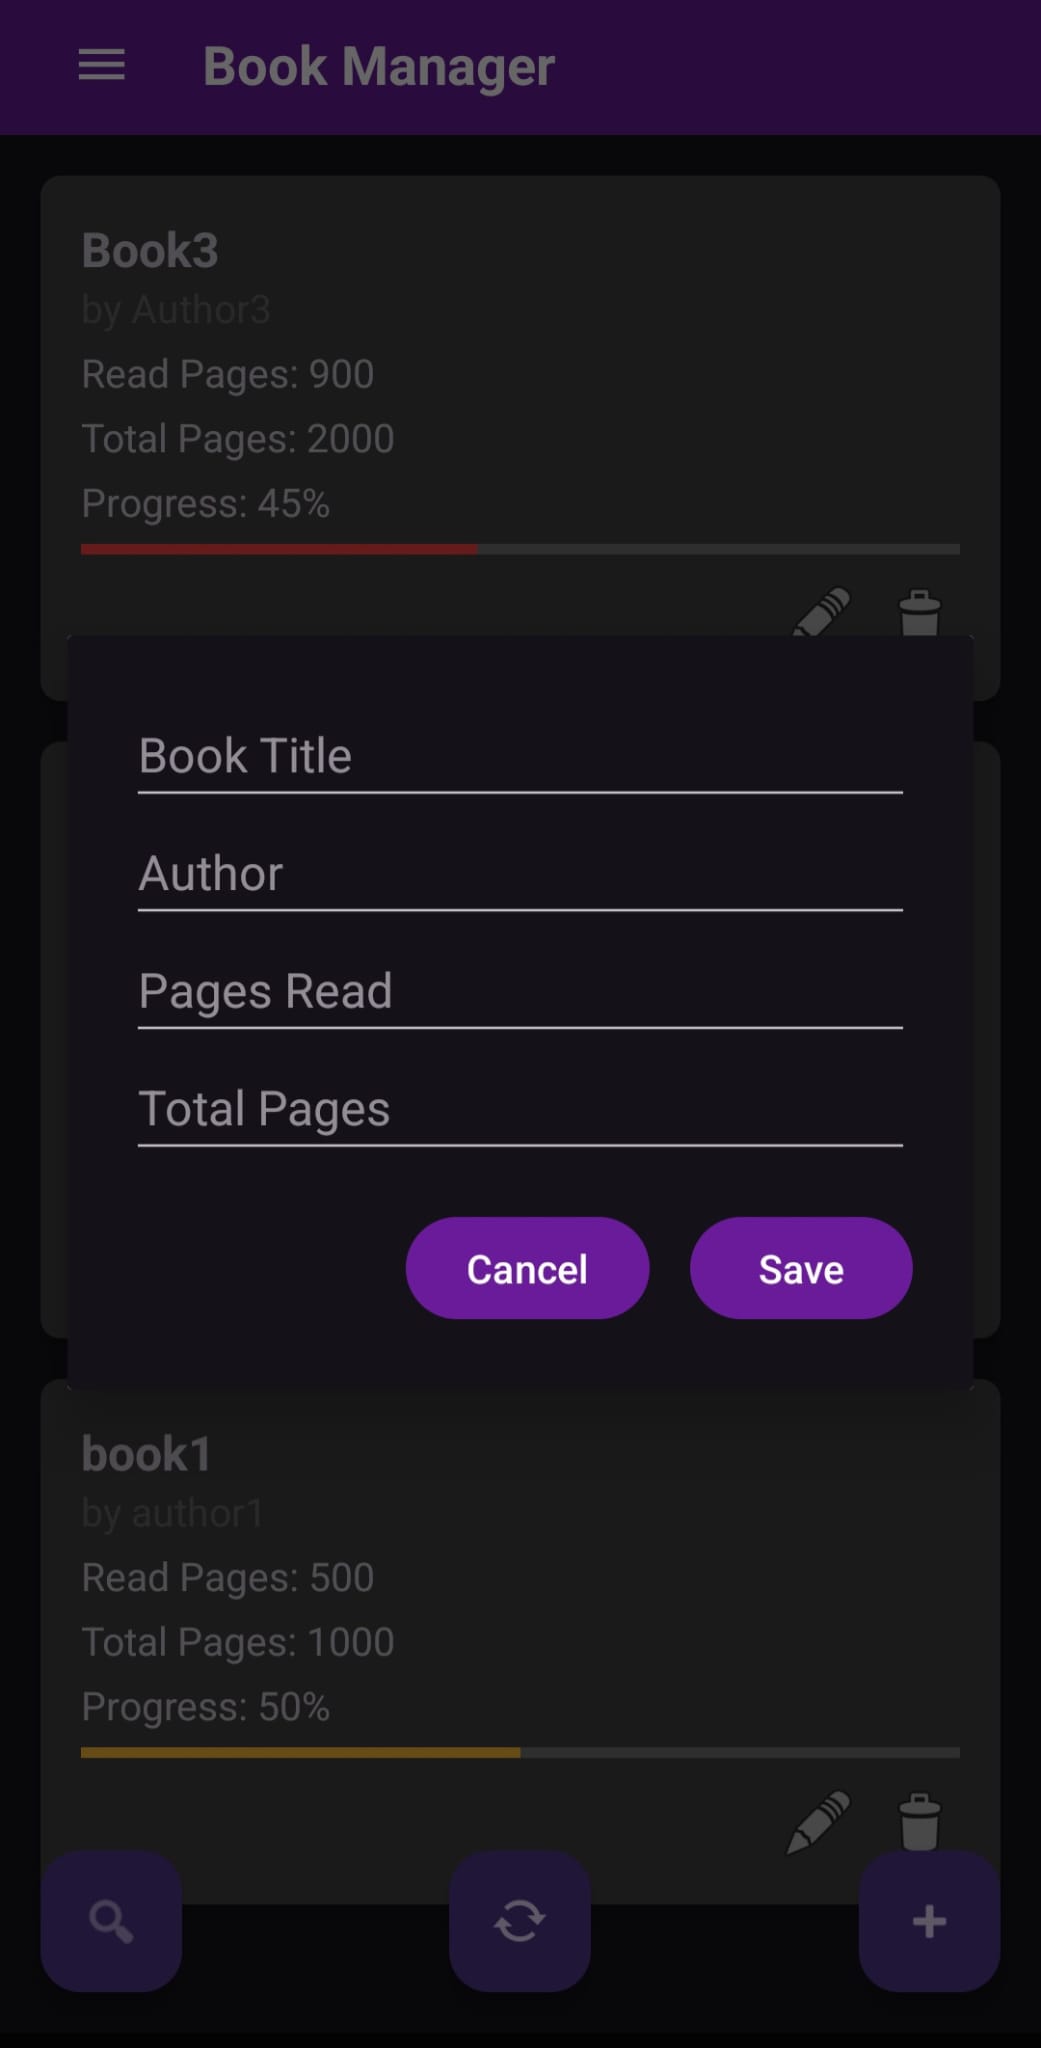 Book Manager
Book3
by Author3
Read Pages: 900
Total Pages: 2000
Progress: 45%
Book Title
Author
Pages Read
Total Pages
Cancel Save
book1
by author1
Read Pages: 500
Total Pages: 1000
Progress: 50%